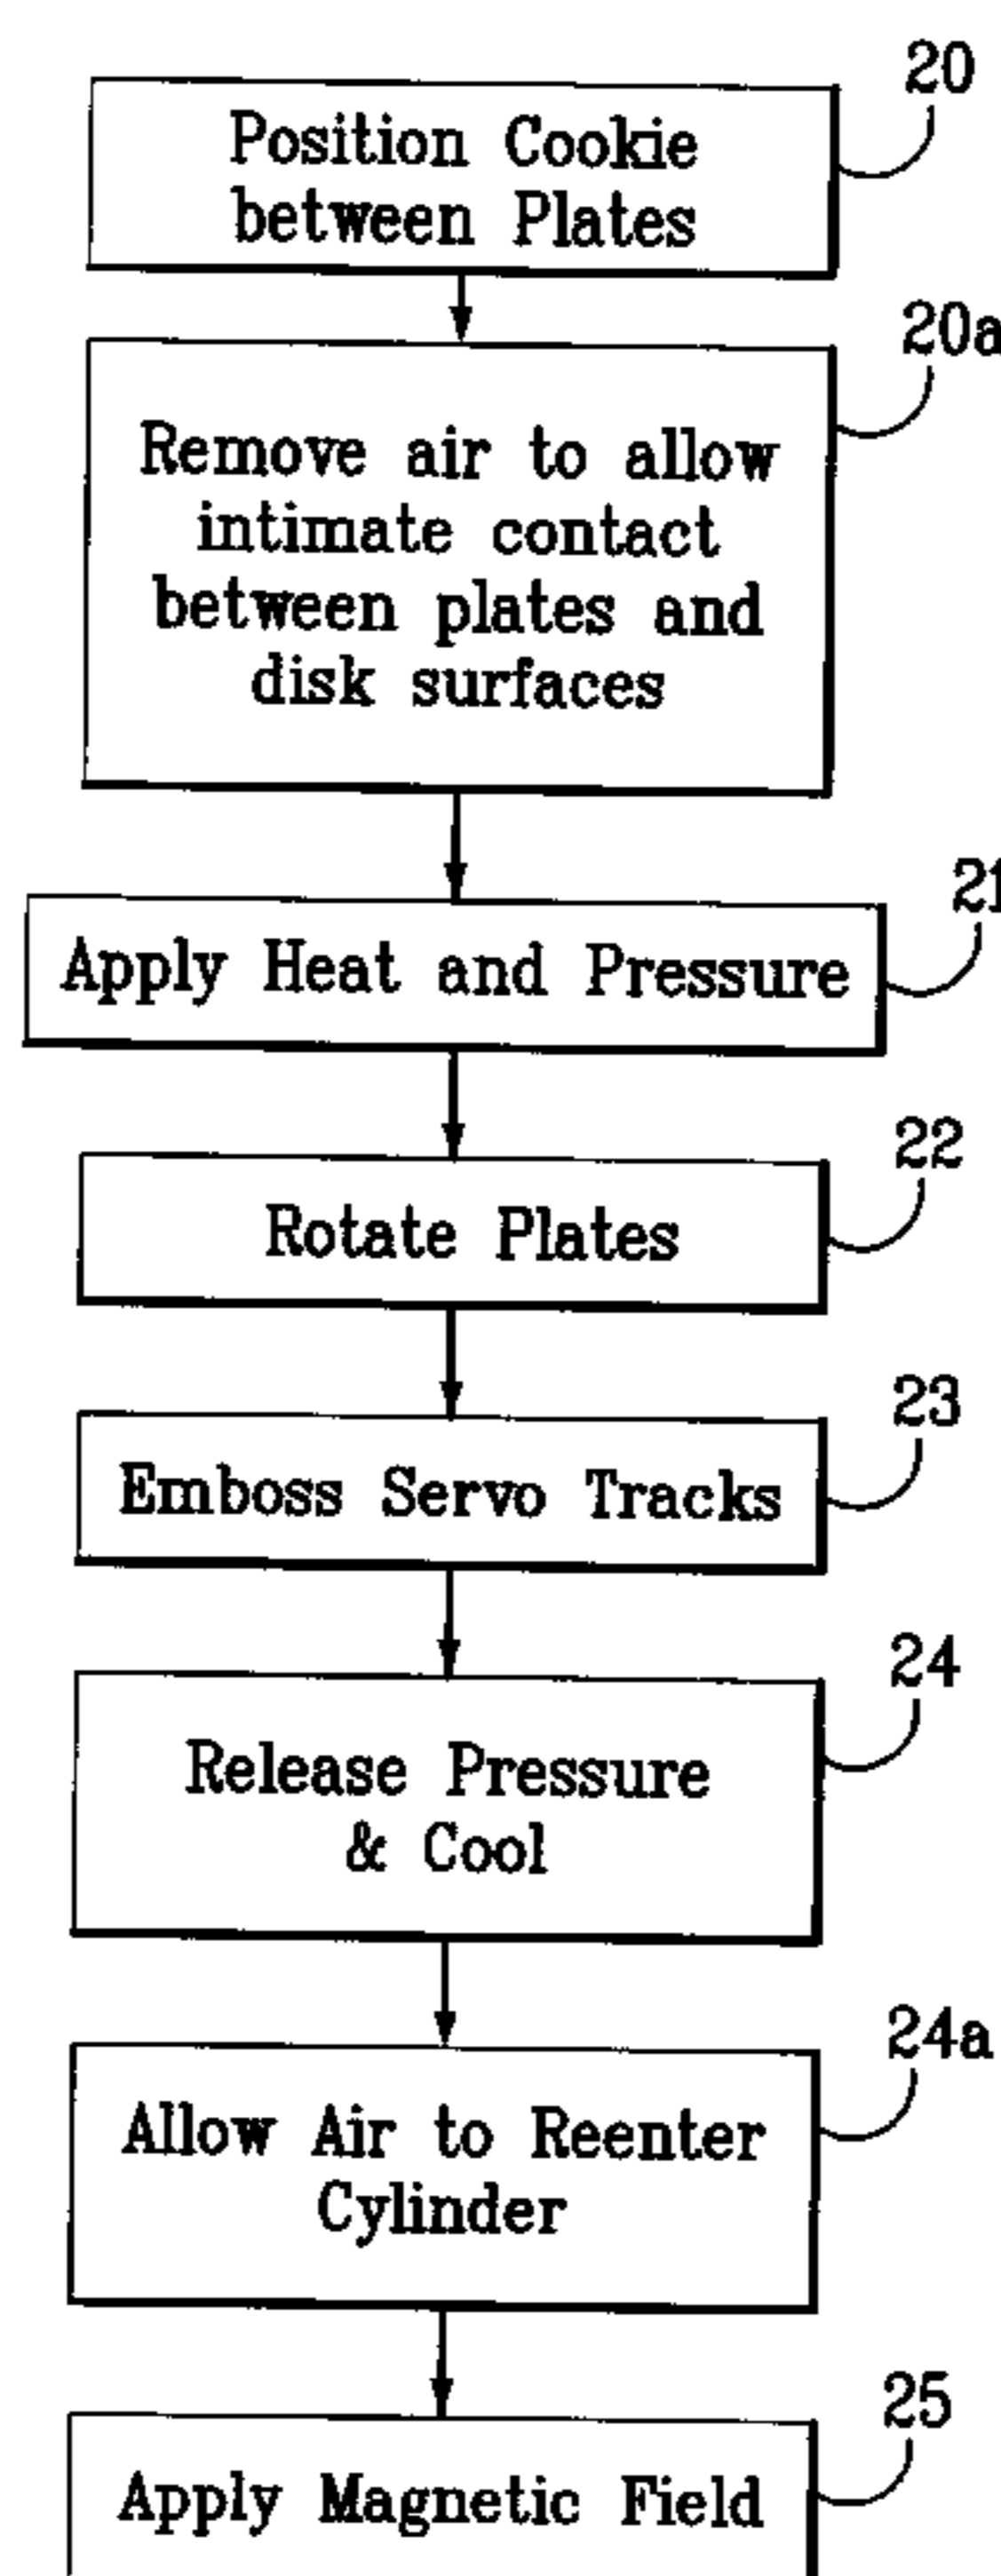 20
Position Cookie
between Plates
20a
Remove air to allow
intimate contact
between plates and
disk surfaces
21
Apply Heat and Pressure
22
Rotate Plates
23
Emboss Servo Tracks
24
Release Pressure
& Cool
24a
Allow Air to Reenter
Cylinder
25
Apply Magnetic Field